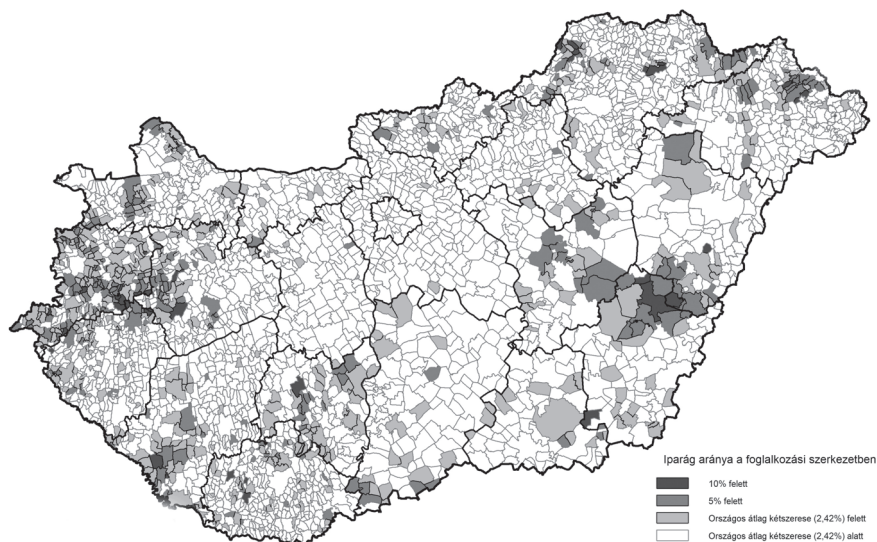 Iparág aránya a foglalkozási szerkezetben
10% felett
5% felett
Országos átlag kétszerese (2,42%) felett
Országos átlag kétszerese (2,42%) alatt